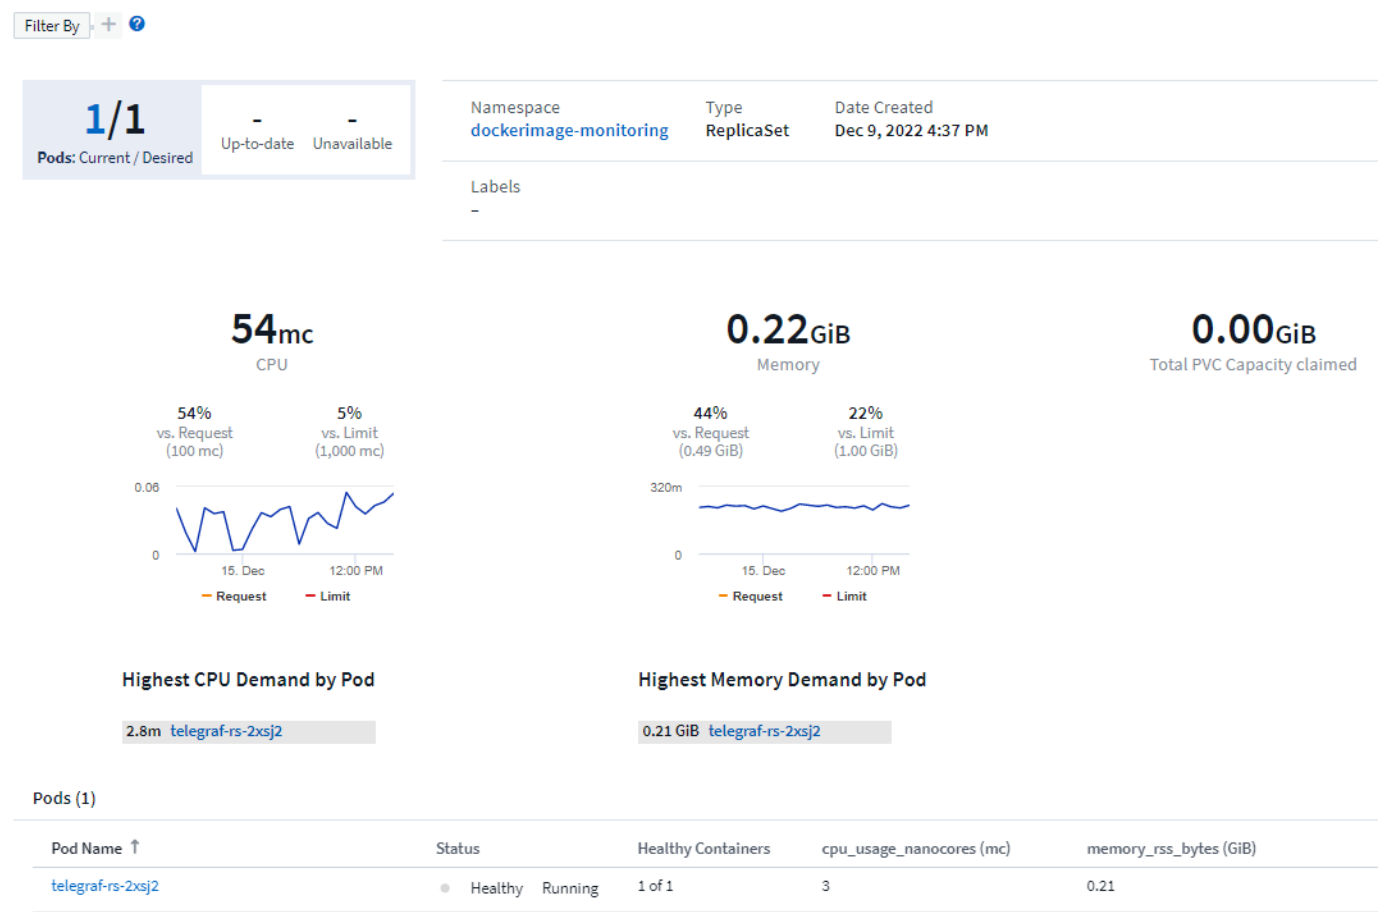 Filter By
+ ?
1/1
Pods: Current / Desired
-
Up-to-date
-
Unavailable
Namespace
dockerimage-monitoring
Type
ReplicaSet
Date Created
Dec 9, 2022 4:37 PM
Labels
–
54mc
CPU
54%
vs. Request
(100 mc)
5%
vs. Limit
(1,000 mc)
0.06
0
15. Dec
12:00 PM
Request
Limit
0.22GiB
Memory
44%
vs. Request
(0.49 GiB)
22%
vs. Limit
(1.00 GiB)
320m
0
15. Dec
12:00 PM
Request
Limit
0.00GiB
Total PVC Capacity claimed
Highest CPU Demand by Pod
2.8m telegraf-rs-2xsj2
Highest Memory Demand by Pod
0.21 GiB telegraf-rs-2xsj2
Pods (1)
Pod Name ↑ Status Healthy Containers cpu_usage_nanocores (mc) memory_rss_bytes (GiB)
telegraf-rs-2xsj2 Healthy Running 1 of 1 3 0.21